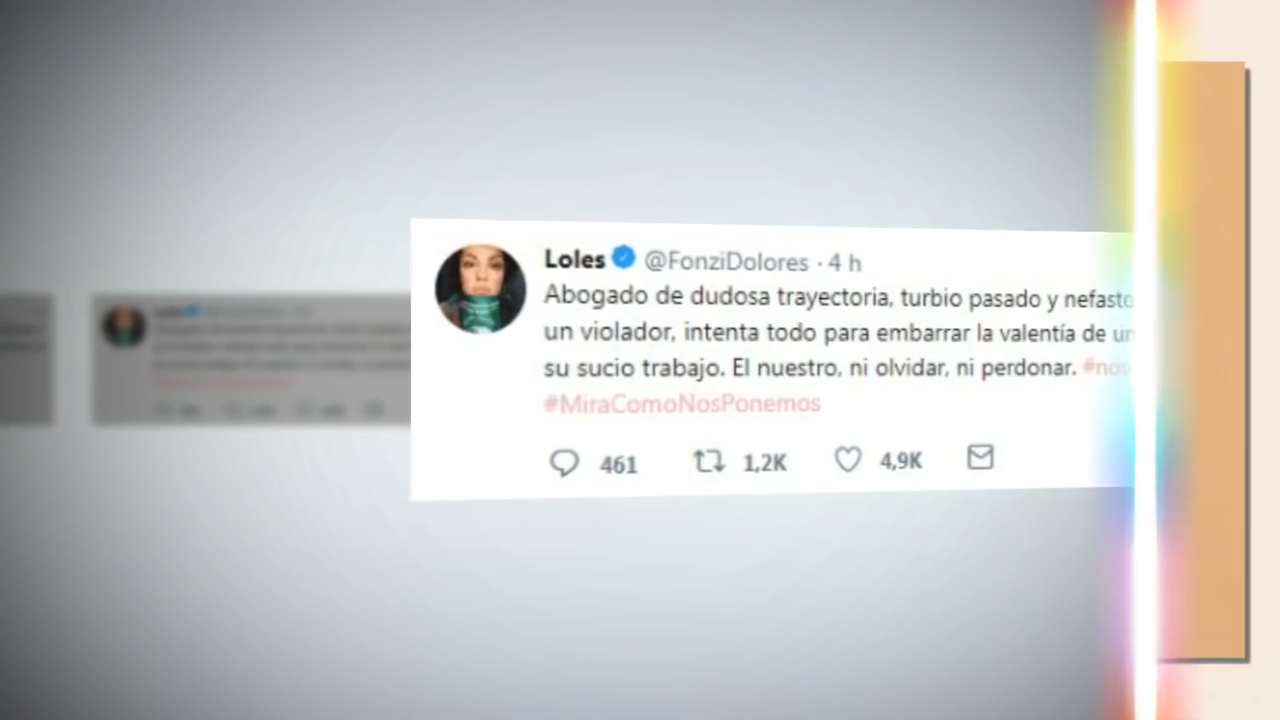 Loles @FonziDolores · 4 h
Abogado de dudosa trayectoria, turbio pasado y nefasto
un violador, intenta todo para embarrar la valentía de
su sucio trabajo. El nuestro, ni olvidar, ni perdonar.
#MiraComoNosPonemos
461 1,2K 4,9K